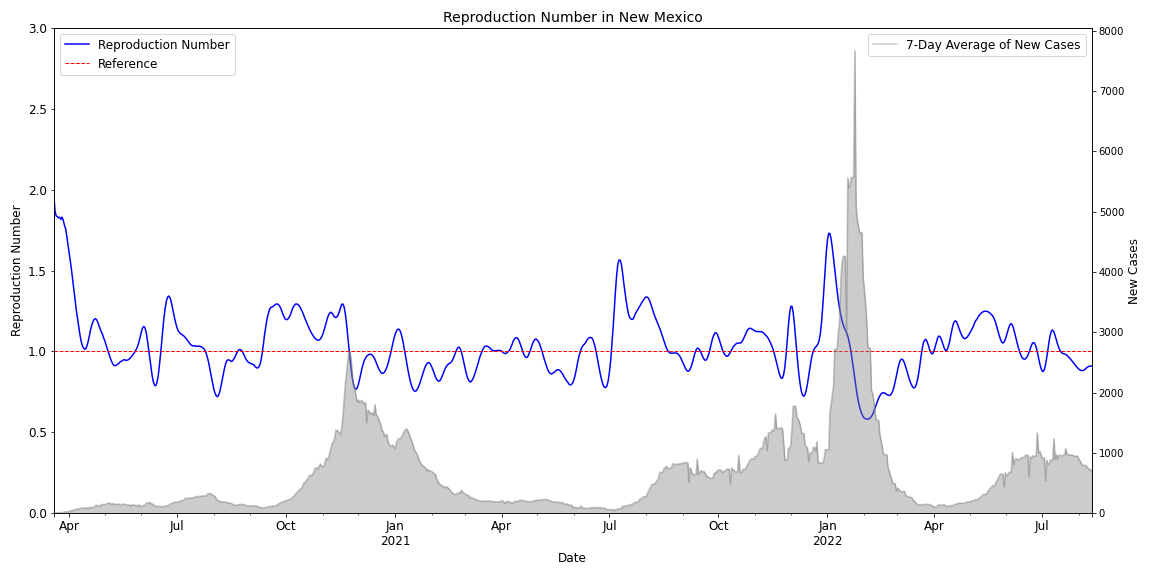 Reproduction Number in New Mexico
Reproduction Number
Reference
7-Day Average of New Cases
3.0
2.5
2.0
1.5
1.0
0.5
0.0
Reproduction Number
8000
7000
6000
5000
4000
3000
2000
1000
0
New Cases
Apr Jul Oct Jan Apr Jul Oct Jan Apr Jul
2021 2022
Date